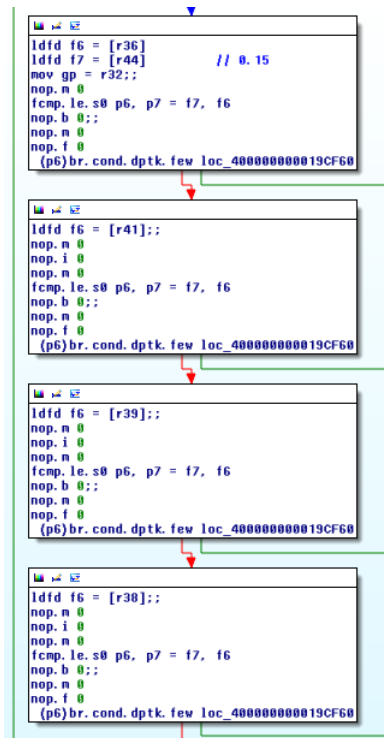 ldfd f6 = [r36]
ldfd f7 = [r44] // 0.15
mov gp = r32;;
nop.m 0
fcmp.le.s0 p6, p7 = f7, f6
nop.b 0;;
nop.m 0
nop.f 0
(p6)br.cond.dptk.few loc_400000000019CF60
ldfd f6 = [r41];;
nop.m 0
nop.i 0
nop.m 0
fcmp.le.s0 p6, p7 = f7, f6
nop.b 0;;
nop.m 0
nop.f 0
(p6)br.cond.dptk.few loc_400000000019CF60
ldfd f6 = [r39];;
nop.m 0
nop.i 0
nop.m 0
fcmp.le.s0 p6, p7 = f7, f6
nop.b 0;;
nop.m 0
nop.f 0
(p6)br.cond.dptk.few loc_400000000019CF60
ldfd f6 = [r38];;
nop.m 0
nop.i 0
nop.m 0
fcmp.le.s0 p6, p7 = f7, f6
nop.b 0;;
nop.m 0
nop.f 0
(p6)br.cond.dptk.few loc_400000000019CF60